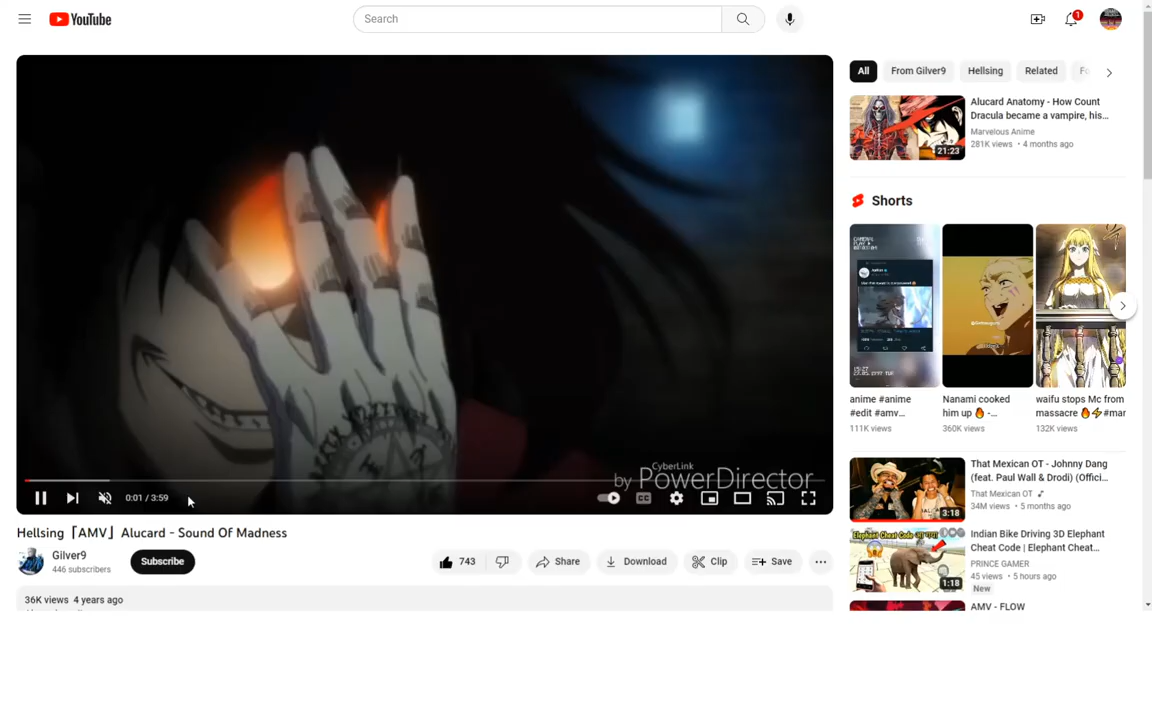 YouTube
Search
1
CyberLink
by PowerDirector
0:01 / 3:59
CC
Hellsing「AMV」 Alucard - Sound Of Madness
Gilver9
446 subscribers
Subscribe
743
Share
Download
Clip
Save
36K views 4 years ago
All
From Gilver9
Hellsing
Related
21:23
Alucard Anatomy - How Count
Dracula became a vampire, his...
Marvelous Anime
281K views • 4 months ago
Shorts
anime #anime
#edit #amv...
111K views
Nanami cooked
him up 🔥 -...
360K views
waifu stops Mc from
massacre 🔥⚡#mar
132K views
3:18
That Mexican OT - Johnny Dang
(feat. Paul Wall & Drodi) (Offici...
That Mexican OT
34M views • 5 months ago
Elephant Cheat Code
1:18
Indian Bike Driving 3D Elephant
Cheat Code | Elephant Cheat...
PRINCE GAMER
45 views • 5 hours ago
New
AMV - FLOW